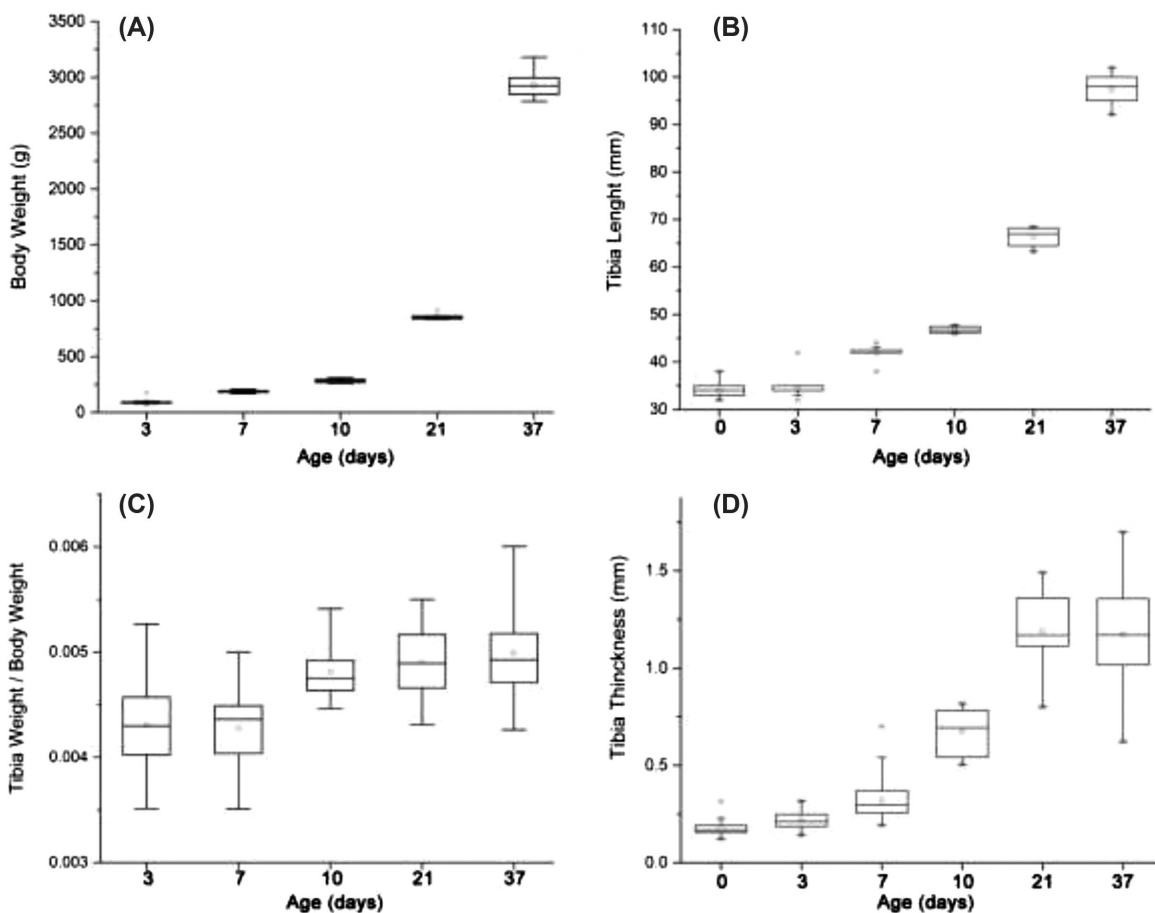 (A)
Body Weight (g)
3500
3000
2500
2000
1500
1000
500
0
3 7 10 21 37
Age (days)
(B)
Tibia Lenght (mm)
110
100
90
80
70
60
50
40
30
0 3 7 10 21 37
Age (days)
(C)
Tibia Weight / Body Weight
0.006
0.005
0.004
0.003
3 7 10 21 37
Age (days)
(D)
Tibia Thinckness (mm)
1.5
1.0
0.5
0.0
0 3 7 10 21 37
Age (days)